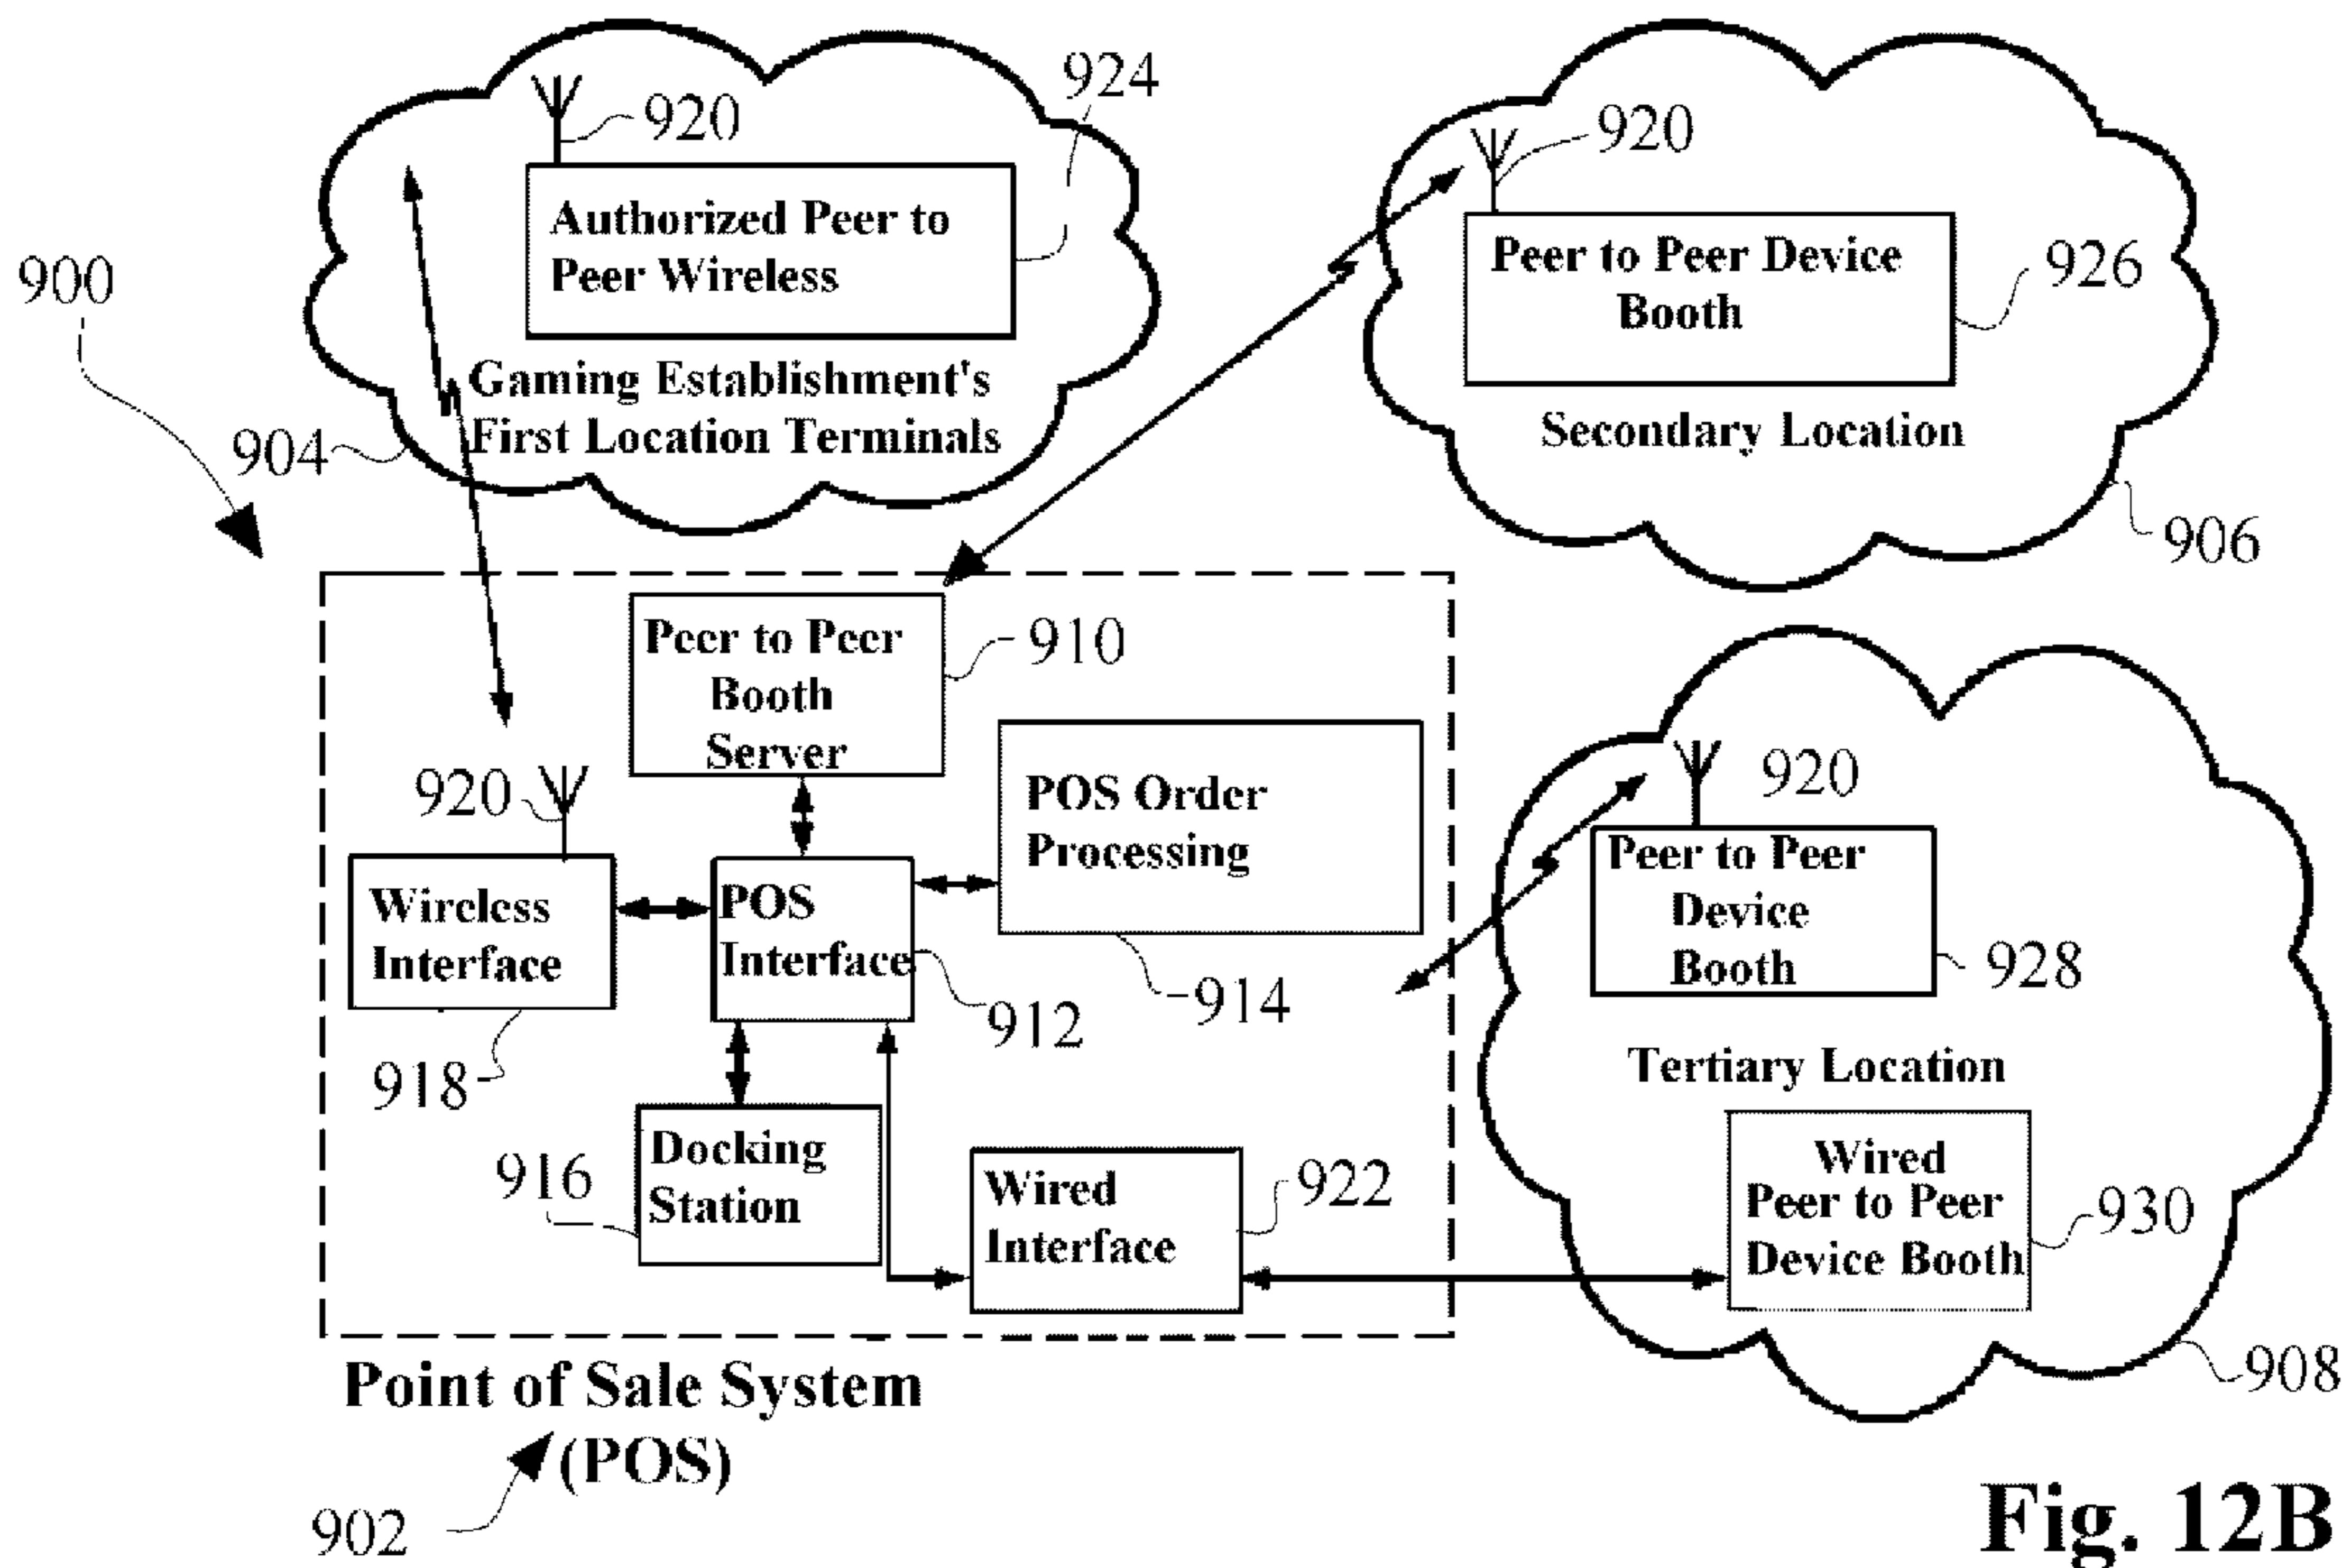 924
920
Authorized Peer to
Peer Wireless
Gaming Establishment's
First Location Terminals
904
900
920
Peer to Peer Device
Booth
926
Secondary Location
906
Peer to Peer
Booth
Server
910
POS Order
Processing
914
920
Wireless
Interface
918
POS
Interface
912
Docking
Station
916
Wired
Interface
922
920
Peer to Peer
Device
Booth
928
Tertiary Location
Wired
Peer to Peer
Device Booth
930
908
Point of Sale System
(POS)
902
Fig. 12B